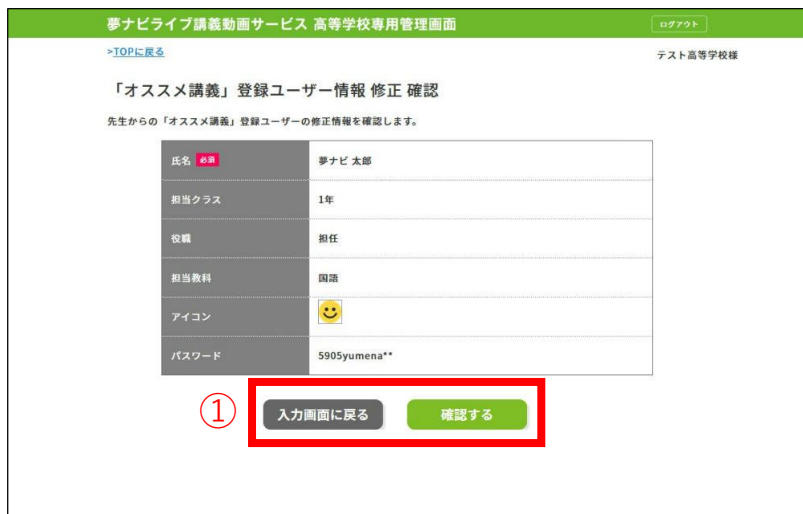 夢ナビライブ講義動画サービス 高等学校専用管理画面
ログアウト
>TOPに戻る
テスト高等学校様
「オススメ講義」登録ユーザー情報 修正 確認
先生からの「オススメ講義」登録ユーザーの修正情報を確認します。
氏名 必須 夢ナビ 太郎
担当クラス 1年
役職 担任
担当教科 国語
アイコン
パスワード 5905yumena**
① 入力画面に戻る 確認する